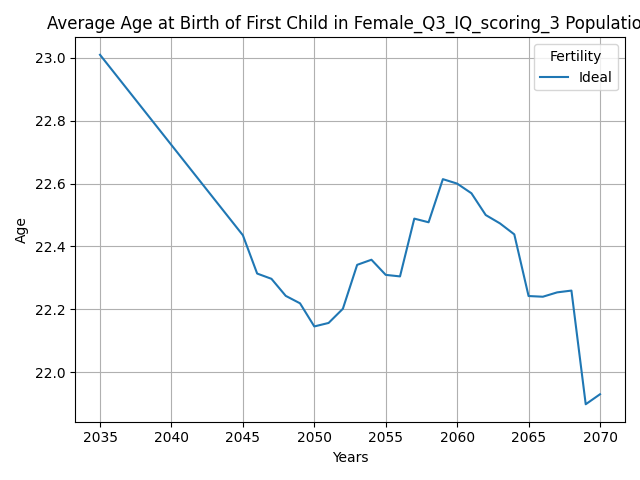 Average Age at Birth of First Child in Female_Q3_IQ_scoring_3 Populatio
Fertility
Ideal
23.0
22.8
22.6
22.4
22.2
22.0
Age
2035 2040 2045 2050 2055 2060 2065 2070
Years